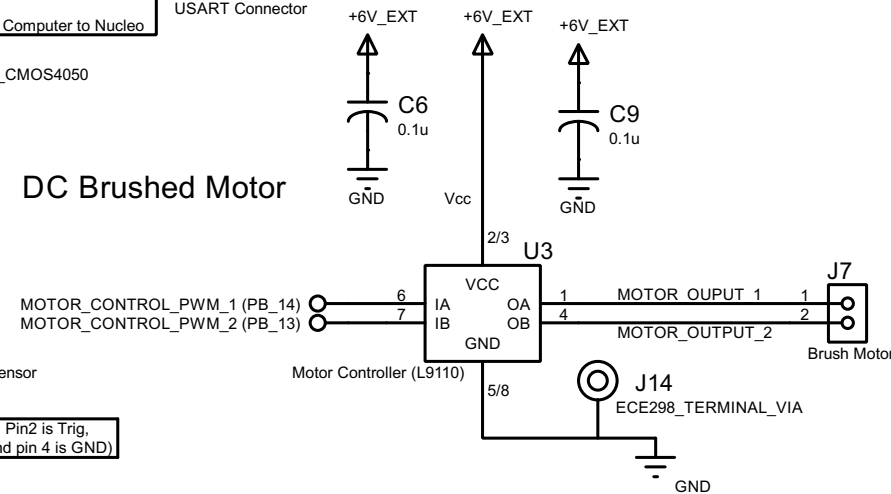 USART Connector
Computer to Nucleo
+6V_EXT
+6V_EXT
+6V_EXT
_CMOS4050
C6
0.1u
C9
0.1u
DC Brushed Motor
GND
Vcc
GND
2/3
U3
VCC
J7
MOTOR_CONTROL_PWM_1 (PB_14)
6
IA
OA
1
MOTOR_OUPUT_1
1
MOTOR_CONTROL_PWM_2 (PB_13)
7
IB
OB
4
MOTOR_OUTPUT_2
2
GND
Brush Motor
ensor
Motor Controller (L9110)
5/8
J14
ECE298_TERMINAL_VIA
Pin2 is Trig,
nd pin 4 is GND)
GND